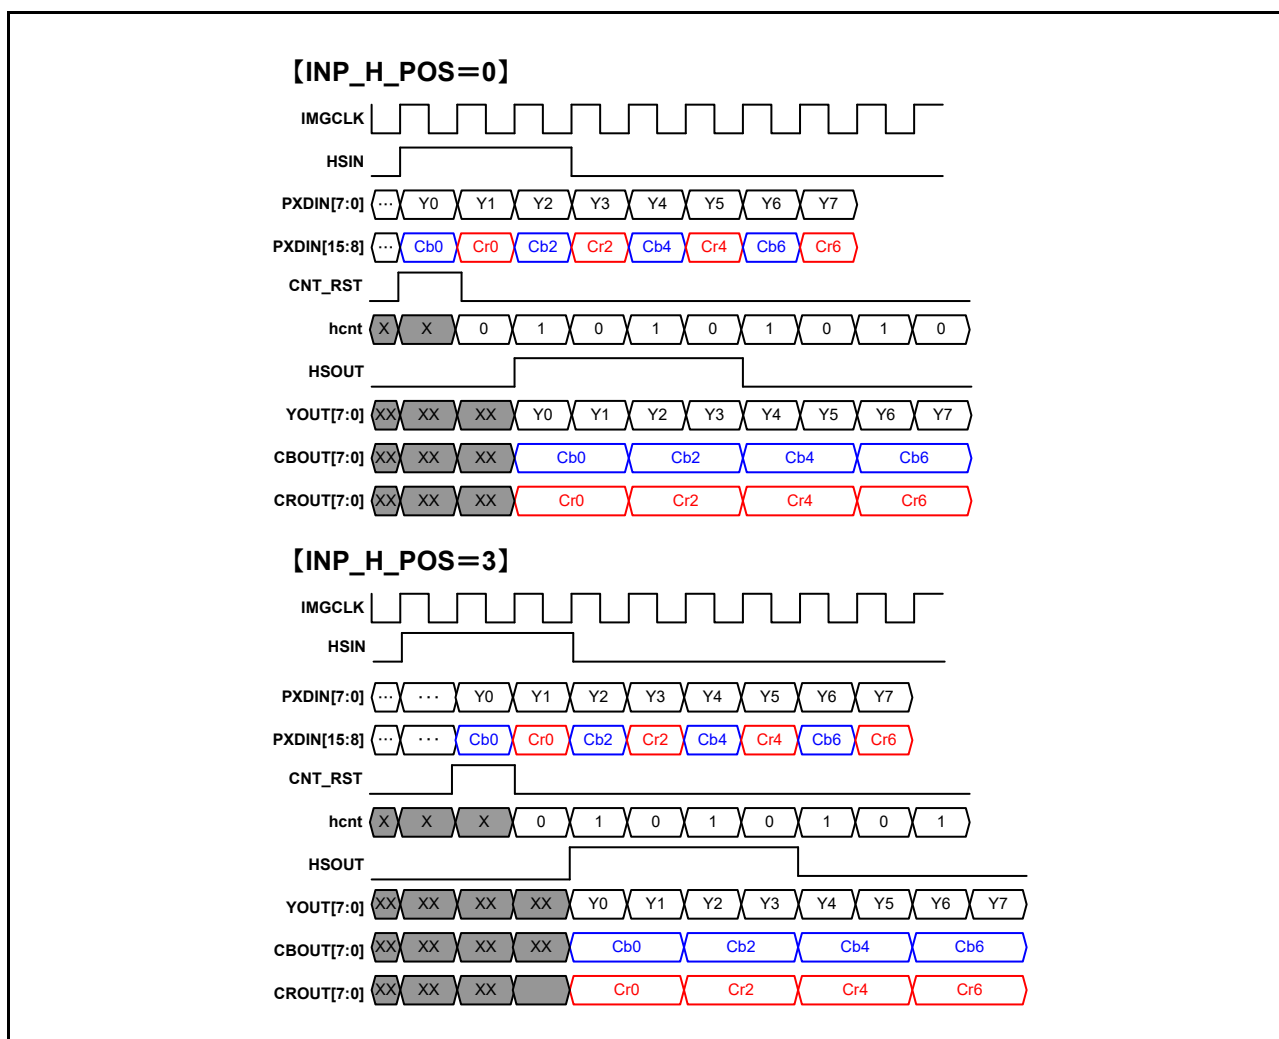 【INP_H_POS＝0】
IMGCLK
HSIN
PXDIN[7:0] ··· Y0 Y1 Y2 Y3 Y4 Y5 Y6 Y7
PXDIN[15:8] ··· Cb0 Cr0 Cb2 Cr2 Cb4 Cr4 Cb6 Cr6
CNT_RST
hcnt X X 0 1 0 1 0 1 0 1 0
HSOUT
YOUT[7:0] XX XX XX Y0 Y1 Y2 Y3 Y4 Y5 Y6 Y7
CBOUT[7:0] XX XX XX Cb0 Cb2 Cb4 Cb6
CROUT[7:0] XX XX XX Cr0 Cr2 Cr4 Cr6
【INP_H_POS＝3】
IMGCLK
HSIN
PXDIN[7:0] ··· ··· Y0 Y1 Y2 Y3 Y4 Y5 Y6 Y7
PXDIN[15:8] ··· ··· Cb0 Cr0 Cb2 Cr2 Cb4 Cr4 Cb6 Cr6
CNT_RST
hcnt X X X 0 1 0 1 0 1 0 1
HSOUT
YOUT[7:0] XX XX XX XX Y0 Y1 Y2 Y3 Y4 Y5 Y6 Y7
CBOUT[7:0] XX XX XX XX Cb0 Cb2 Cb4 Cb6
CROUT[7:0] XX XX XX Cr0 Cr2 Cr4 Cr6